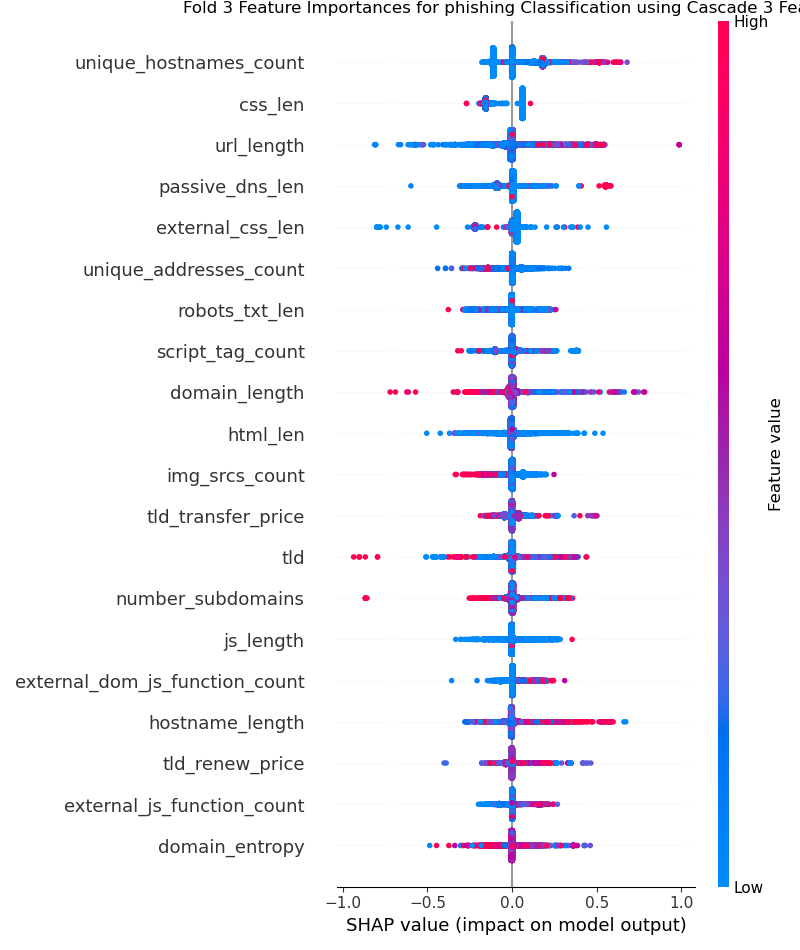 Fold 3 Feature Importances for phishing Classification using Cascade 3 Fea
High
unique_hostnames_count
css_len
url_length
passive_dns_len
external_css_len
unique_addresses_count
robots_txt_len
script_tag_count
domain_length
html_len
img_srcs_count
tld_transfer_price
tld
number_subdomains
js_length
external_dom_js_function_count
hostname_length
tld_renew_price
external_js_function_count
domain_entropy
Feature value
Low
−1.0 −0.5 0.0 0.5 1.0
SHAP value (impact on model output)